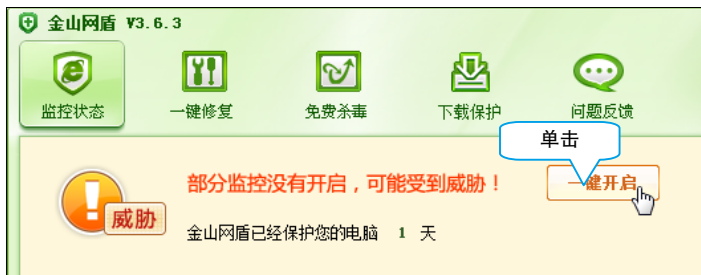 金山网盾 V3.6.3
监控状态 一键修复 免费杀毒 下载保护 问题反馈
单击
部分监控没有开启，可能受到威胁！ 一键开启
威胁
金山网盾已经保护您的电脑 1 天